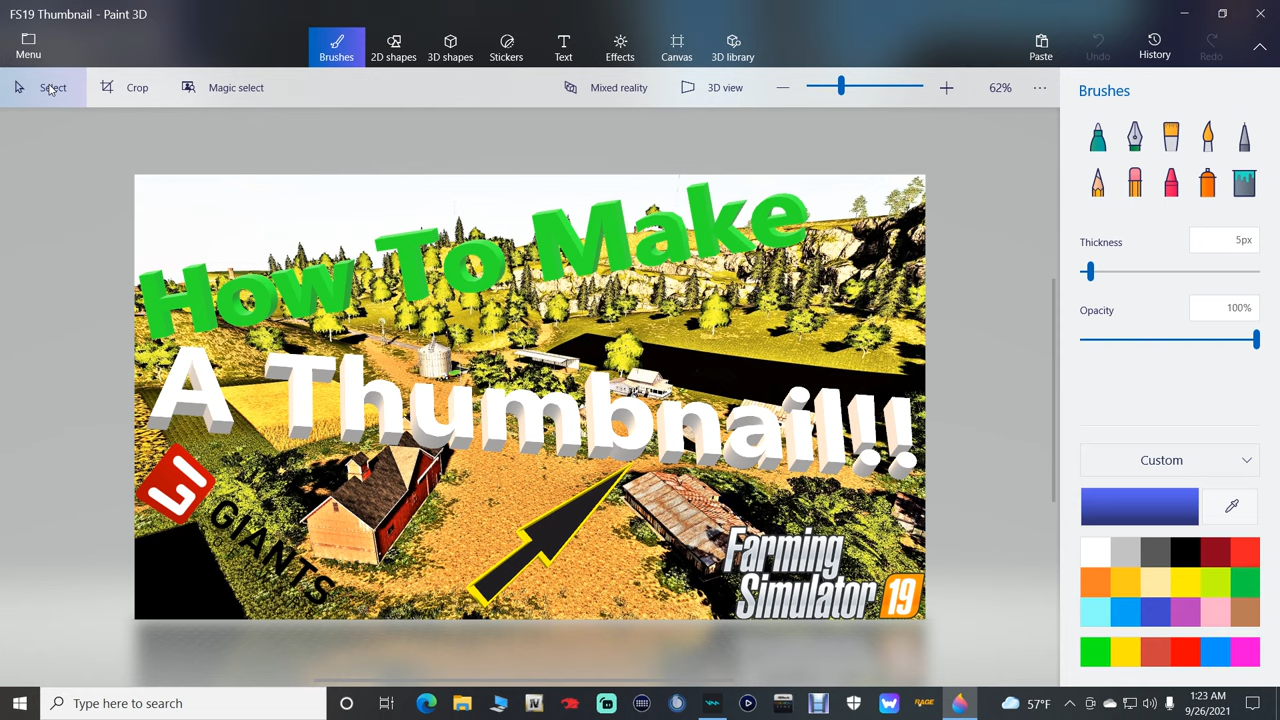 FS19 Thumbnail - Paint 3D
Menu
Brushes
2D shapes
3D shapes
Stickers
Text
Effects
Canvas
3D library
Paste
Undo
History
Redo
Select
Crop
Magic select
Mixed reality
3D view
62%
Brushes
Thickness
5px
Opacity
100%
Custom
How To Make
A Thumbnail!!
GIANTS
Farming
Simulator 19
Type here to search
RAGE
57°F
1:23 AM
9/26/2021